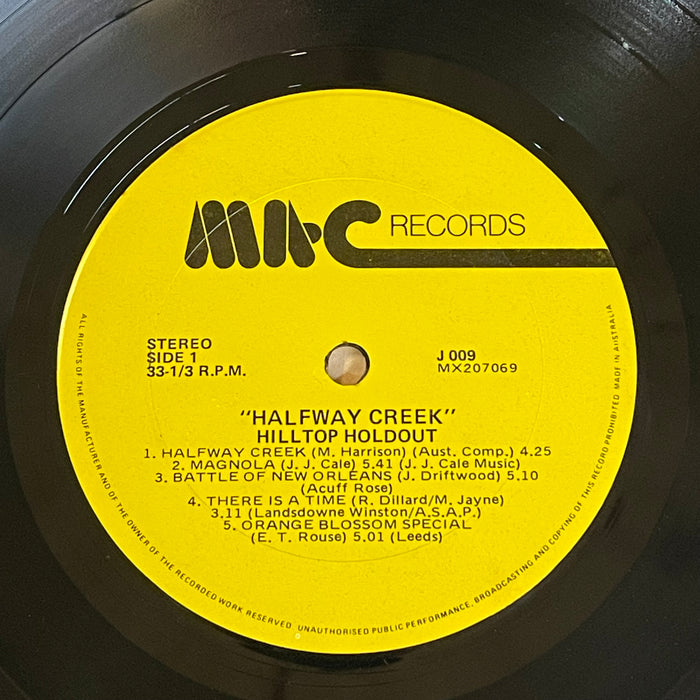 MAC RECORDS
STEREO
SIDE 1
33-1/3 R.P.M.
J 009
MX207069
"HALFWAY CREEK"
HILLTOP HOLDOUT
1. HALFWAY CREEK (M. Harrison) (Aust. Comp.) 4.25
2. MAGNOLA (J. J. Cale) 5.41 (J. J. Cale Music)
3. BATTLE OF NEW ORLEANS (J. Driftwood) 5.10
(Acuff Rose)
4. THERE IS A TIME (R. Dillard/M. Jayne)
3.11 (Landsdowne Winston/A.S.A.P.)
5. ORANGE BLOSSOM SPECIAL
(E. T. Rouse) 5.01 (Leeds)
ALL RIGHTS OF THE MANUFACTURER AND OF THE OWNER OF THE RECORDED WORK RESERVED. UNAUTHORISED PUBLIC PERFORMANCE, BROADCASTING AND COPYING OF THIS RECORD PROHIBITED. MADE IN AUSTRALIA